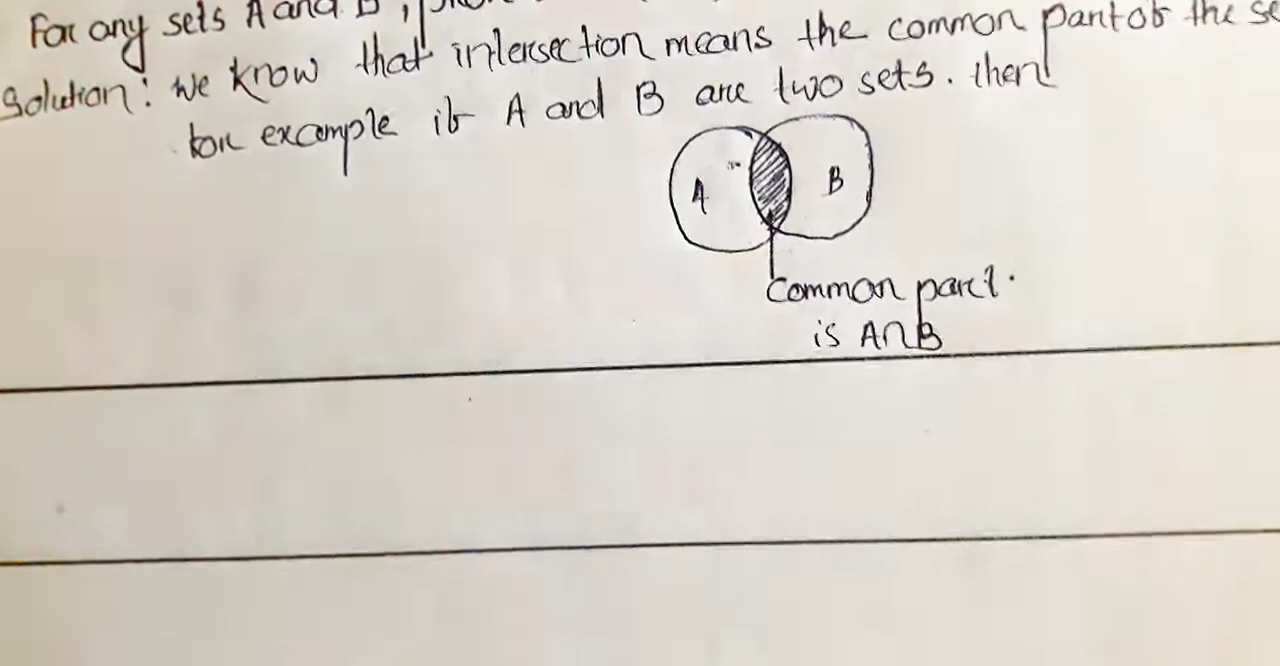 For any sets A and B,
Solution: we know that intersection means the common part of the
for example if A and B are two sets. then
A B
Common part.
is A∩B